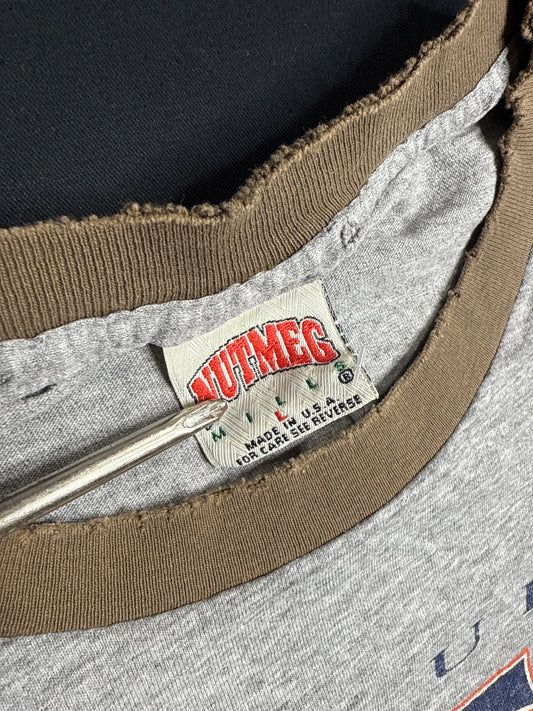 NUTMEG
MILLS ®
L
MADE IN U.S.A.
FOR CARE SEE REVERSE
U